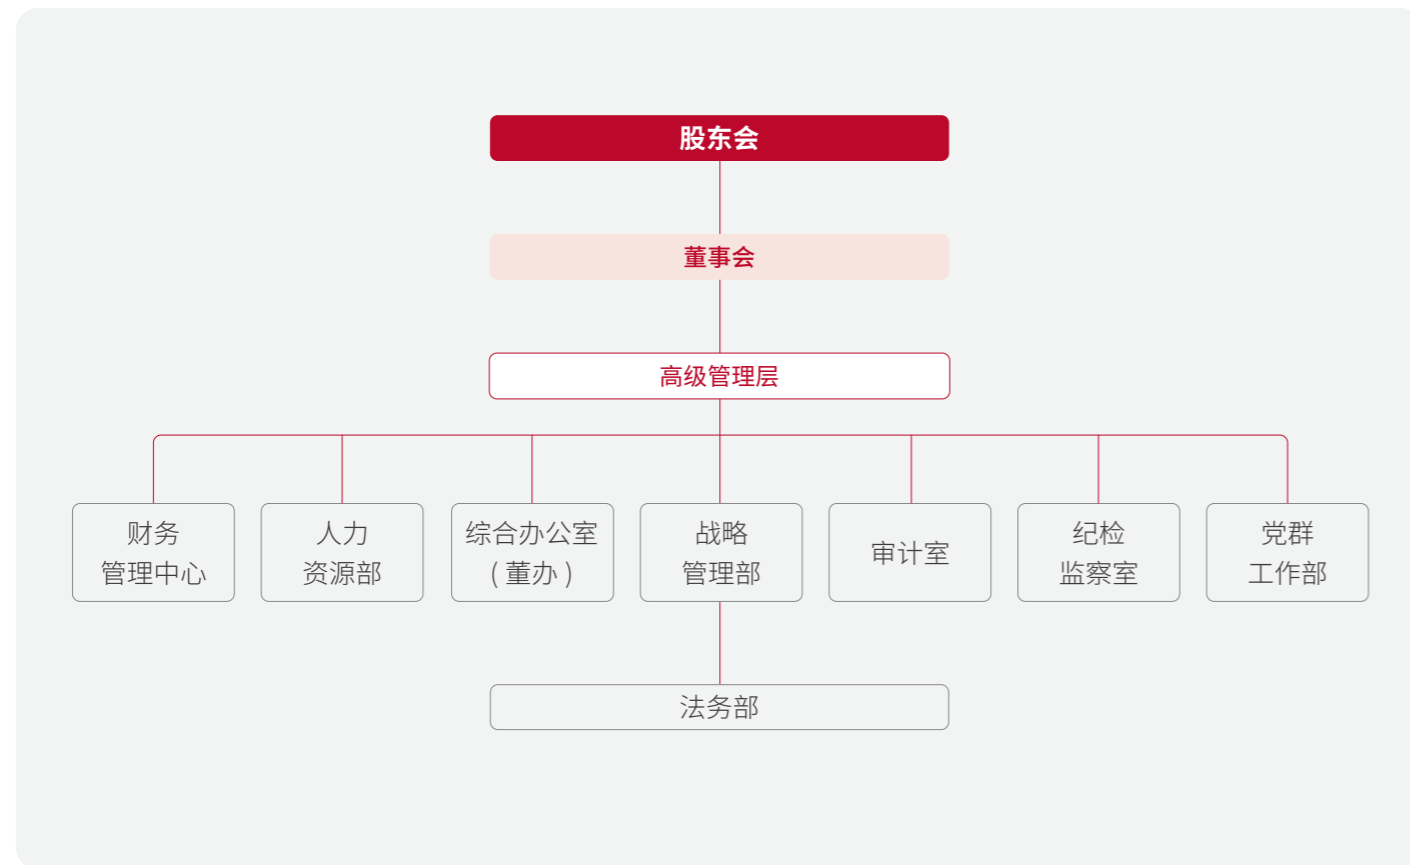 股东会
董事会
高级管理层
财务
管理中心
人力
资源部
综合办公室
( 董办 )
战略
管理部
审计室
纪检
监察室
党群
工作部
法务部